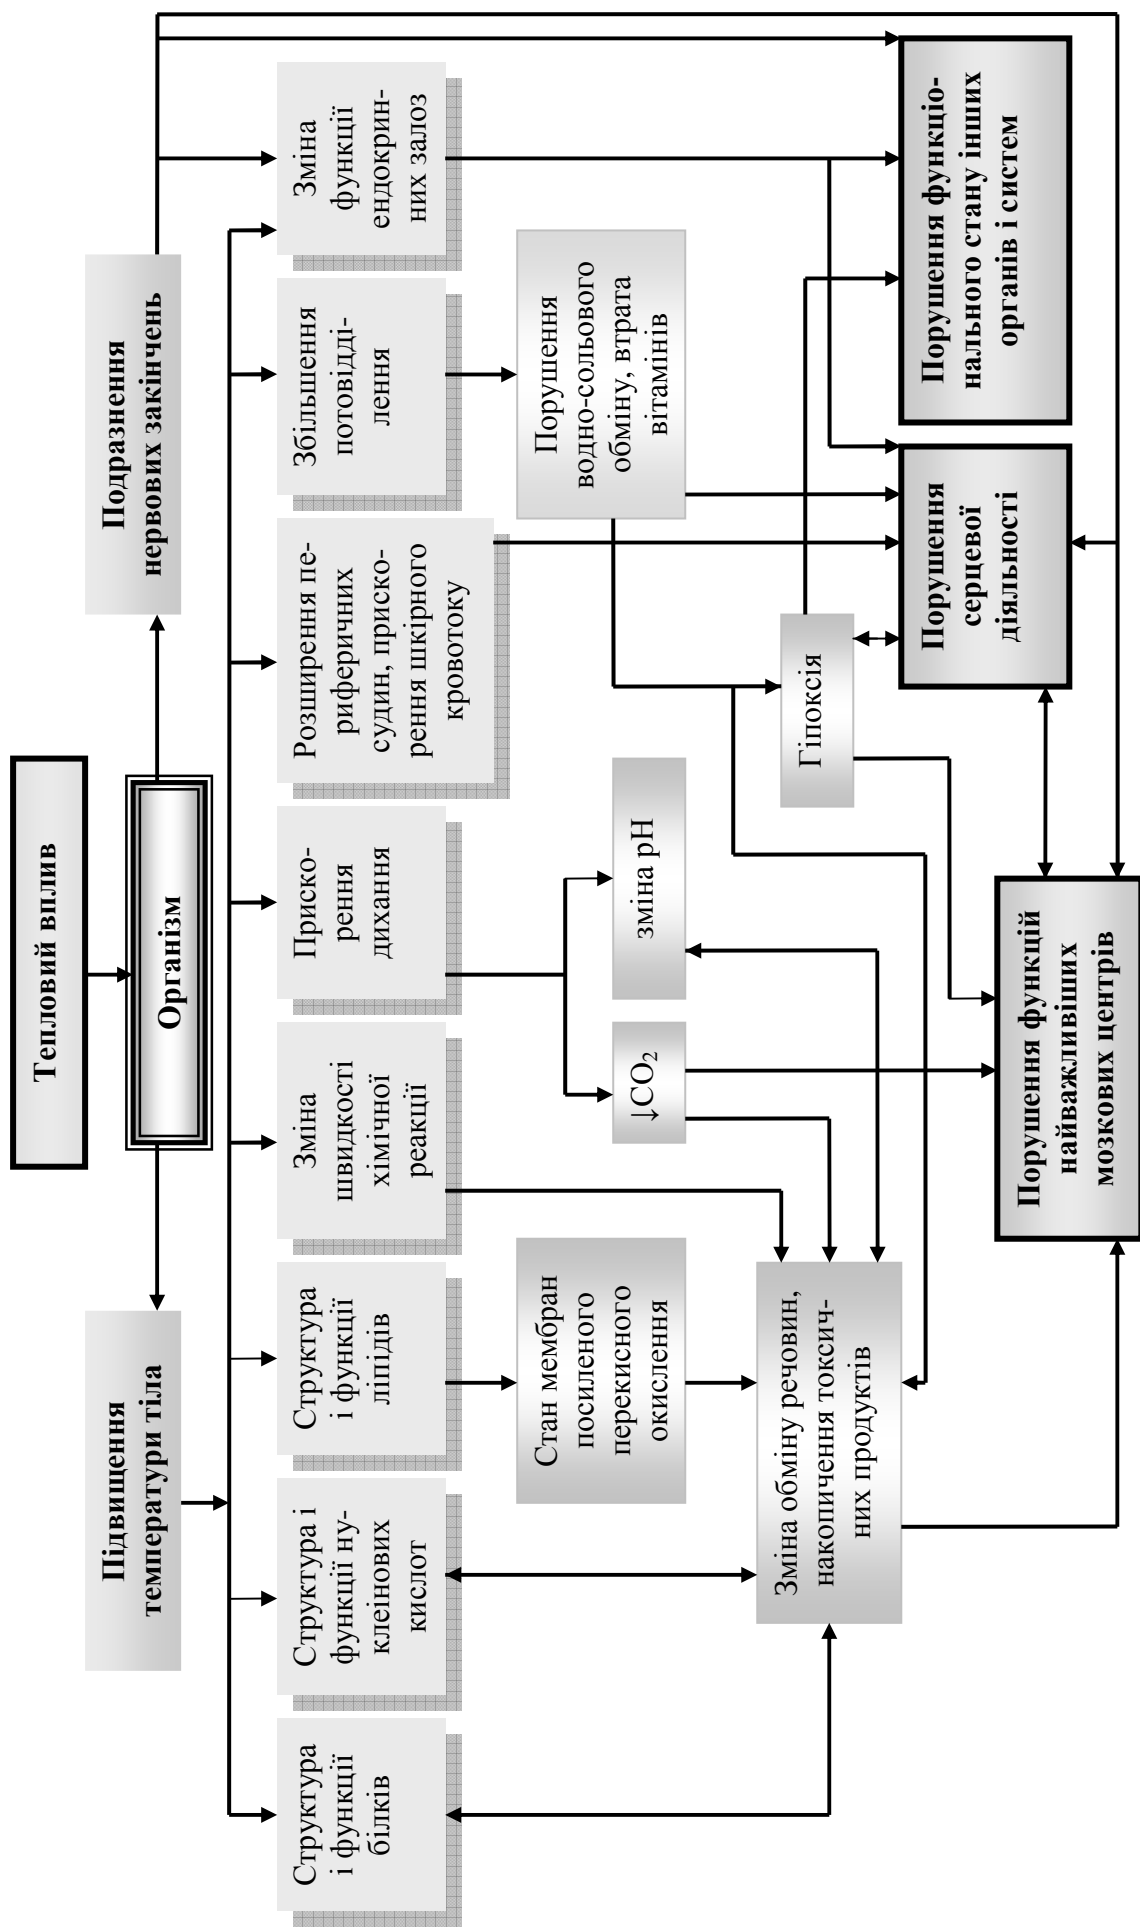 Тепловий вплив
Організм
Підвищення
температури тіла
Подразнення
нервових закінчень
Структура
і функції
білків
Структура і
функції ну-
клеінових
кислот
Структура
і функції
ліпідів
Зміна
швидкості
хімічної
реакції
Приско-
рення
дихання
Розширення пе-
риферичних
судин, приско-
рення шкірного
кровотоку
Збільшення
потовідді-
лення
Зміна
функції
ендокрин-
них залоз
Стан мембран
посиленого
перекисного
окислення
↓CO₂
зміна pH
Порушення
водно-сольового
обміну, втрата
вітамінів
Зміна обміну речовин,
накопичення токсич-
них продуктів
Гіпоксія
Порушення функцій
найважливіших
мозкових центрів
Порушення
серцевої
діяльності
Порушення функціо-
нального стану інших
органів і систем